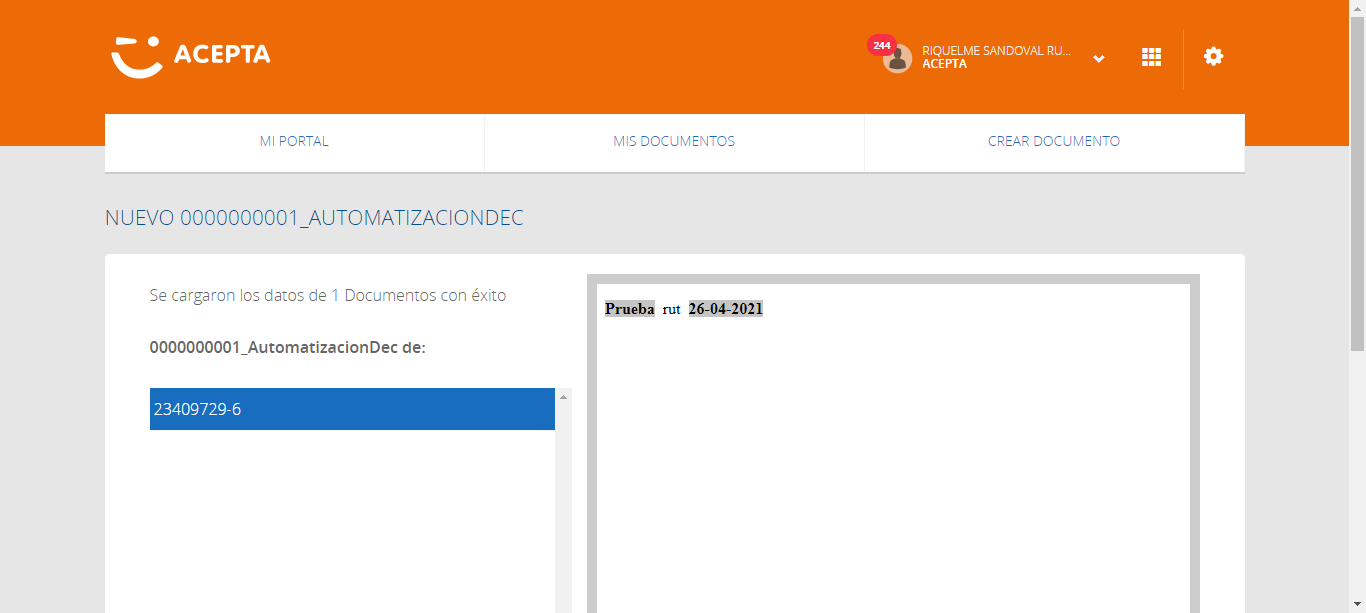 ACEPTA
244
RIQUELME SANDOVAL RU...
ACEPTA
MI PORTAL
MIS DOCUMENTOS
CREAR DOCUMENTO
NUEVO 0000000001_AUTOMATIZACIONDEC
Se cargaron los datos de 1 Documentos con éxito
0000000001_AutomatizacionDec de:
23409729-6
Prueba rut 26-04-2021